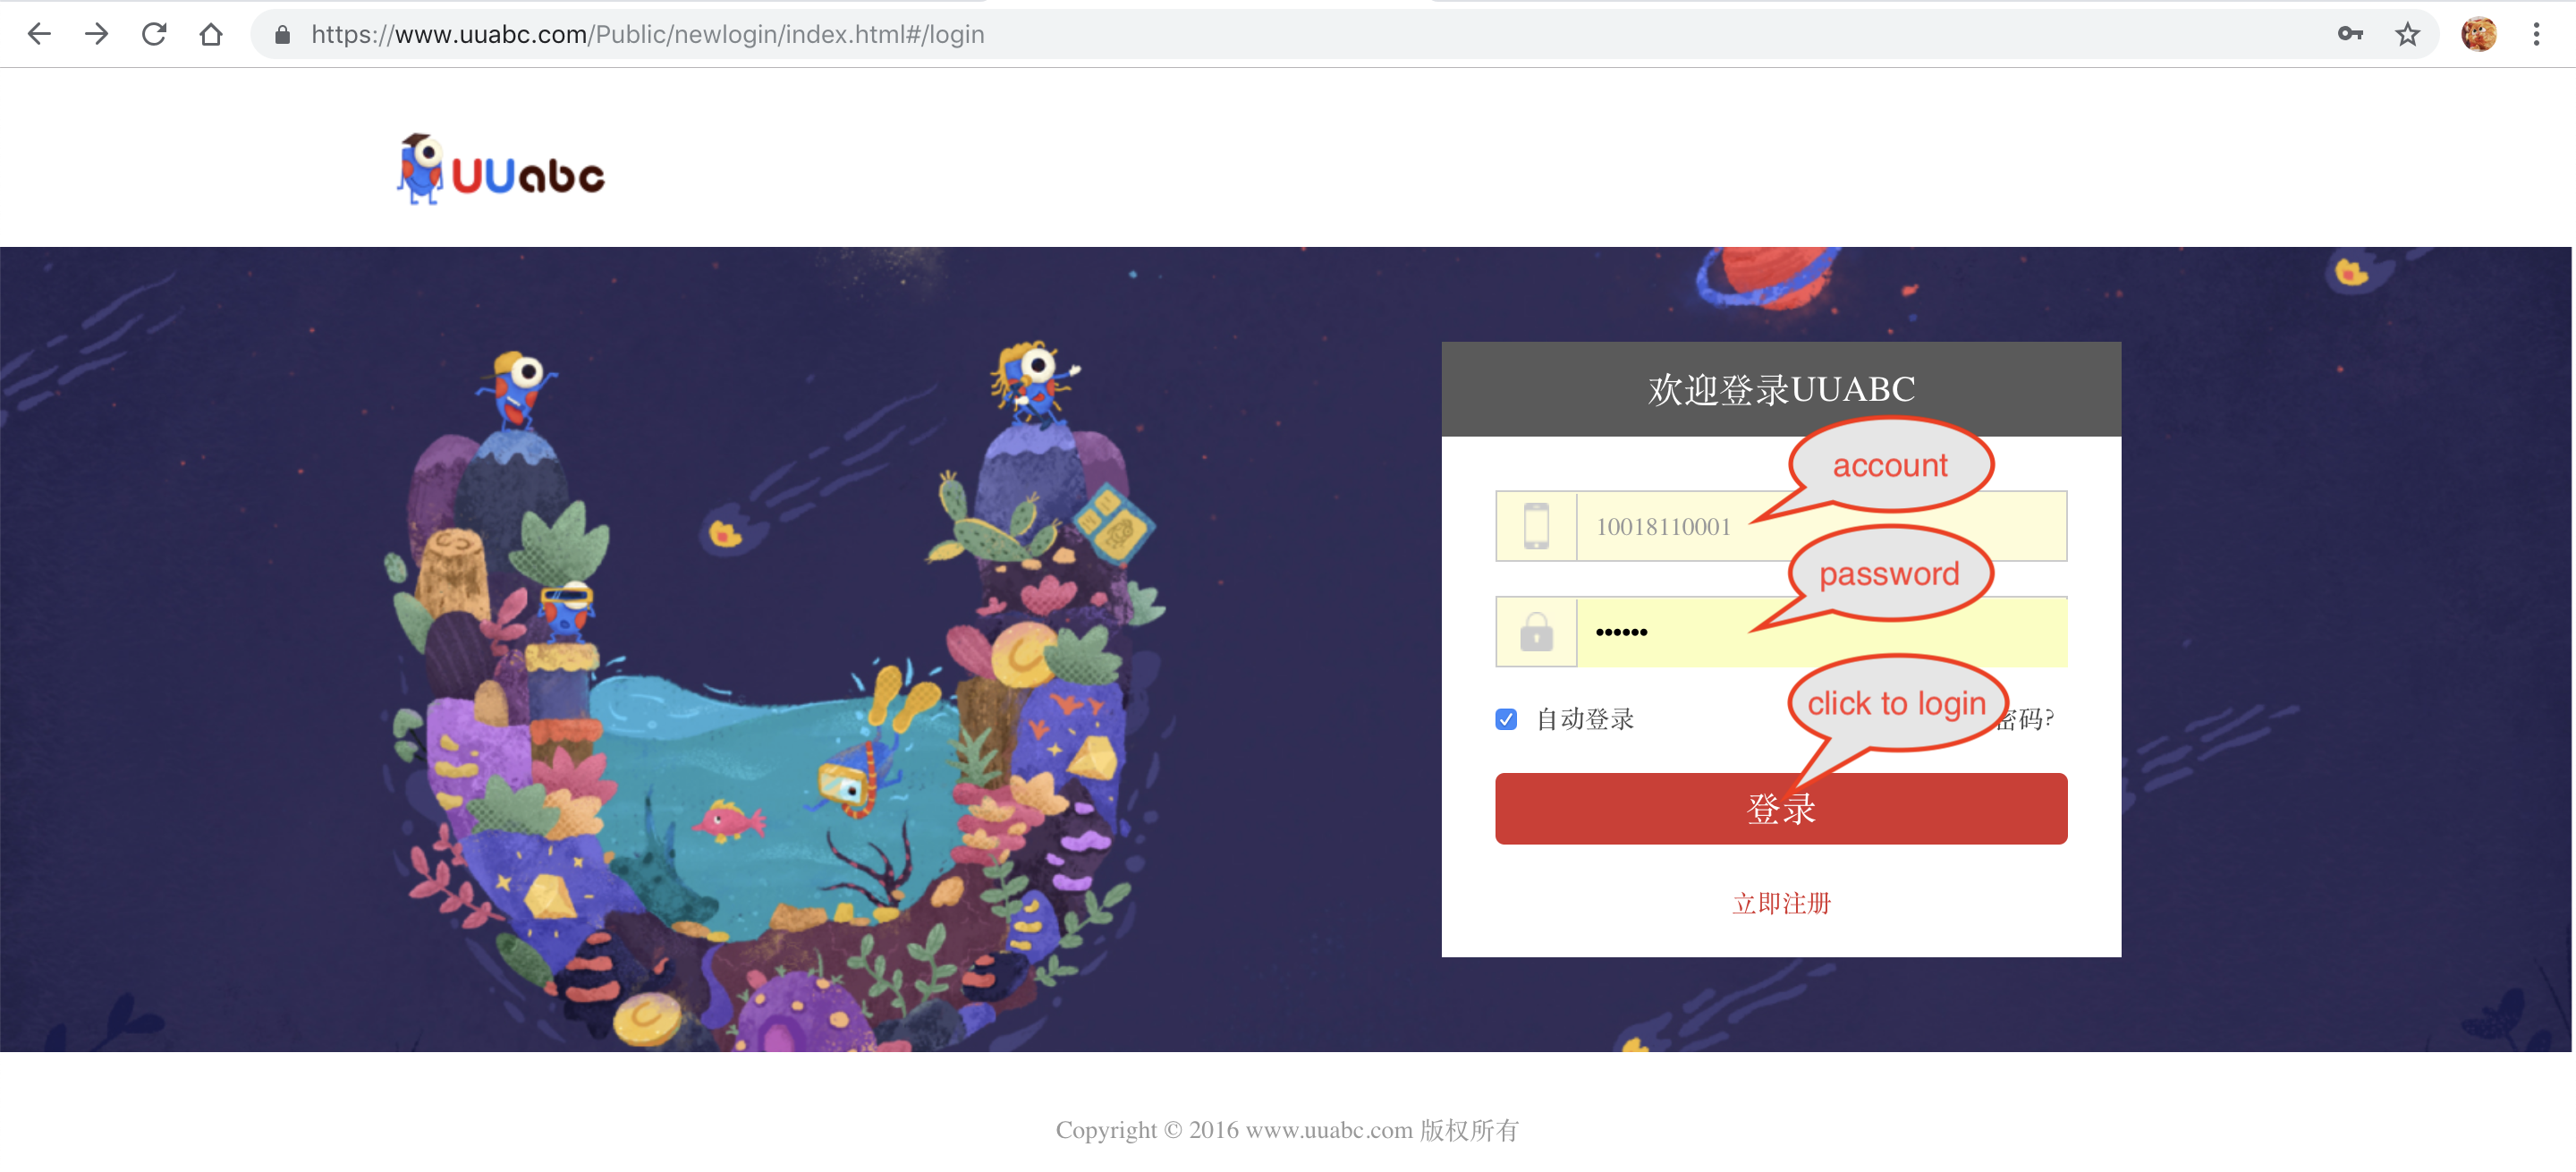 https://www.uuabc.com/Public/newlogin/index.html#/login
UUabc
欢迎登录UUABC
account
10018110001
password
••••••
click to login
自动登录
密码?
登录
立即注册
Copyright © 2016 www.uuabc.com 版权所有